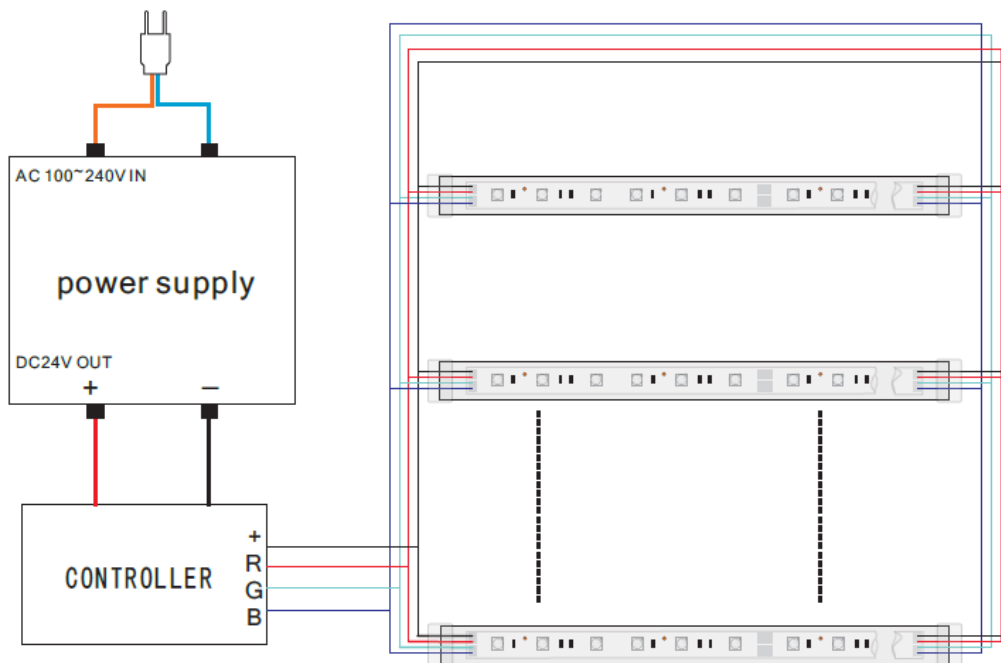 AC 100~240V IN
power supply
DC24V OUT
+ −
CONTROLLER
+
R
G
B